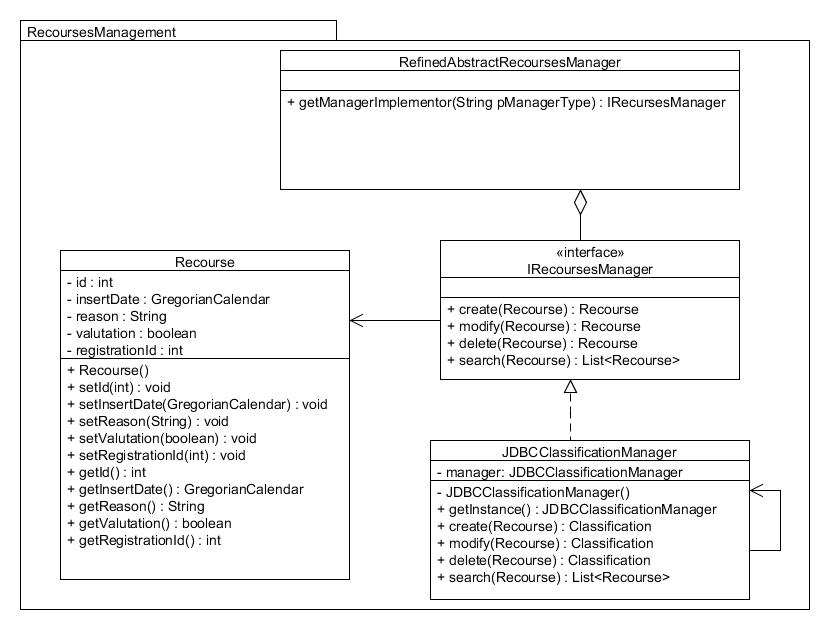 RecoursesManagement
RefinedAbstractRecoursesManager
+ getManagerImplementor(String pManagerType) : IRecursesManager
«interface»
IRecoursesManager
+ create(Recourse) : Recourse
+ modify(Recourse) : Recourse
+ delete(Recourse) : Recourse
+ search(Recourse) : List<Recourse>
Recourse
- id : int
- insertDate : GregorianCalendar
- reason : String
- valutation : boolean
- registrationId : int
+ Recourse()
+ setId(int) : void
+ setInsertDate(GregorianCalendar) : void
+ setReason(String) : void
+ setValutation(boolean) : void
+ setRegistrationId(int) : void
+ getId() : int
+ getInsertDate() : GregorianCalendar
+ getReason() : String
+ getValutation() : boolean
+ getRegistrationId() : int
JDBCClassificationManager
- manager: JDBCClassificationManager
- JDBCClassificationManager()
+ getInstance() : JDBCClassificationManager
+ create(Recourse) : Classification
+ modify(Recourse) : Classification
+ delete(Recourse) : Classification
+ search(Recourse) : List<Recourse>